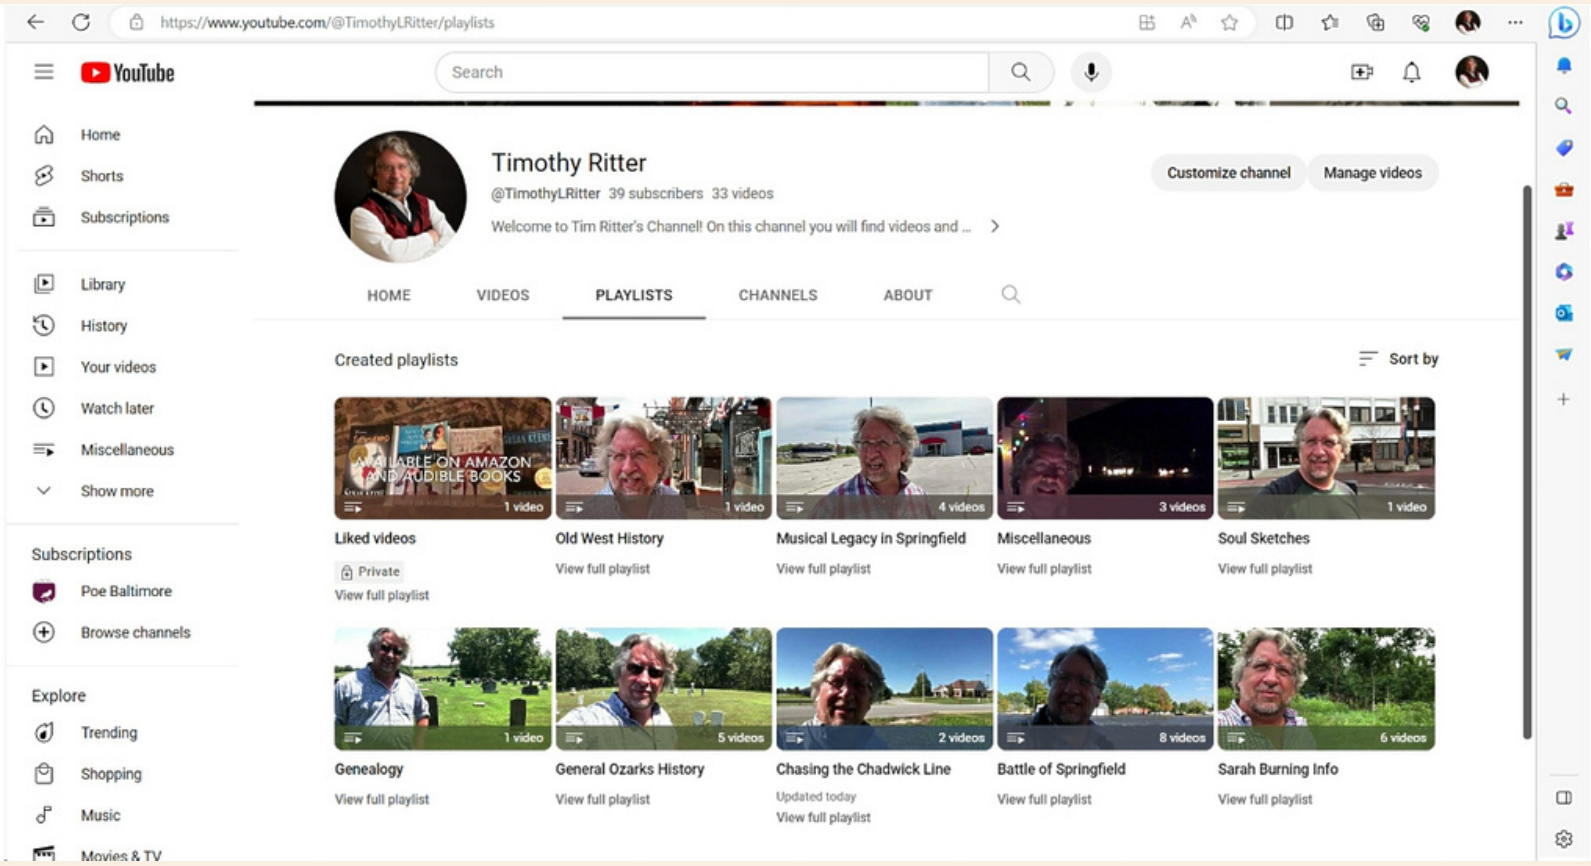 https://www.youtube.com/@TimothyLRitter/playlists
YouTube
Search
Home
Shorts
Subscriptions
Library
History
Your videos
Watch later
Miscellaneous
Show more
Subscriptions
Poe Baltimore
Browse channels
Explore
Trending
Shopping
Music
Movies & TV
Timothy Ritter
@TimothyLRitter 39 subscribers 33 videos
Welcome to Tim Ritter's Channel! On this channel you will find videos and ...
Customize channel
Manage videos
HOME
VIDEOS
PLAYLISTS
CHANNELS
ABOUT
Created playlists
Sort by
AVAILABLE ON AMAZON
AND AUDIBLE BOOKS
1 video
Liked videos
Private
View full playlist
1 video
Old West History
View full playlist
4 videos
Musical Legacy in Springfield
View full playlist
3 videos
Miscellaneous
View full playlist
1 video
Soul Sketches
View full playlist
1 video
Genealogy
View full playlist
5 videos
General Ozarks History
View full playlist
2 videos
Chasing the Chadwick Line
Updated today
View full playlist
8 videos
Battle of Springfield
View full playlist
6 videos
Sarah Burning Info
View full playlist